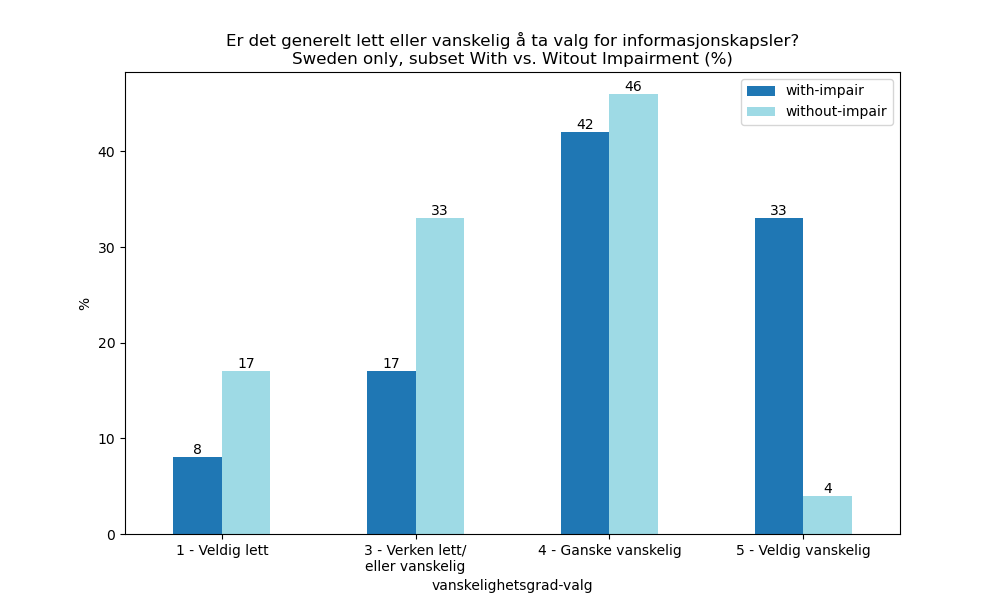 Er det generelt lett eller vanskelig å ta valg for informasjonskapsler?
Sweden only, subset With vs. Witout Impairment (%)
with-impair
without-impair
%
40
30
20
10
0
8
17
17
33
42
46
33
4
1 - Veldig lett
3 - Verken lett/
eller vanskelig
4 - Ganske vanskelig
5 - Veldig vanskelig
vanskelighetsgrad-valg